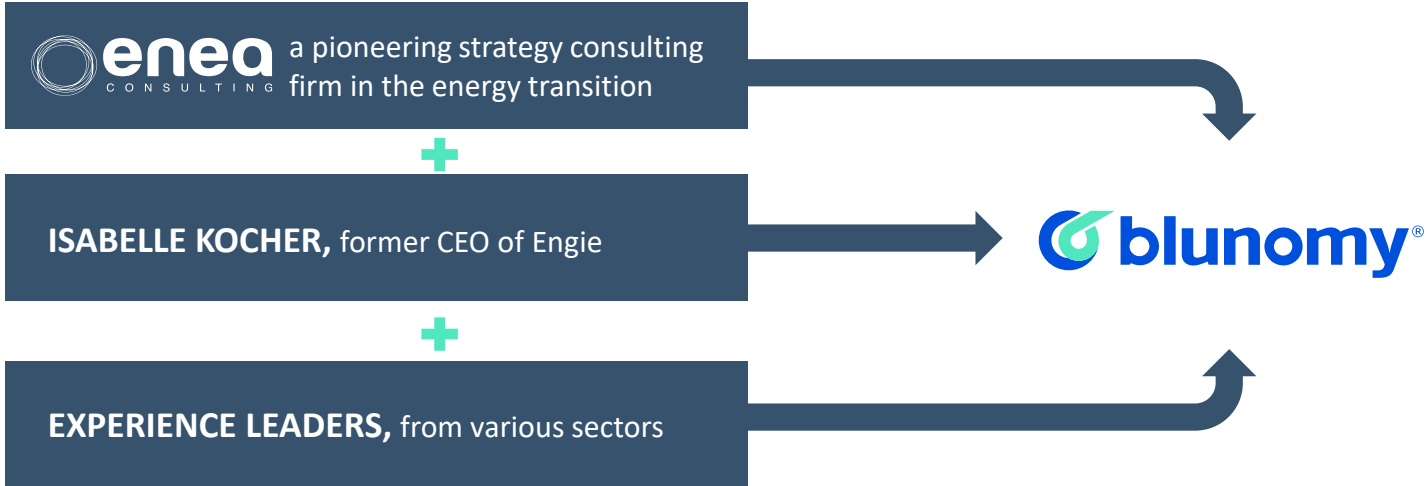 enea
CONSULTING
a pioneering strategy consulting
firm in the energy transition
ISABELLE KOCHER, former CEO of Engie
blunomy®
EXPERIENCE LEADERS, from various sectors